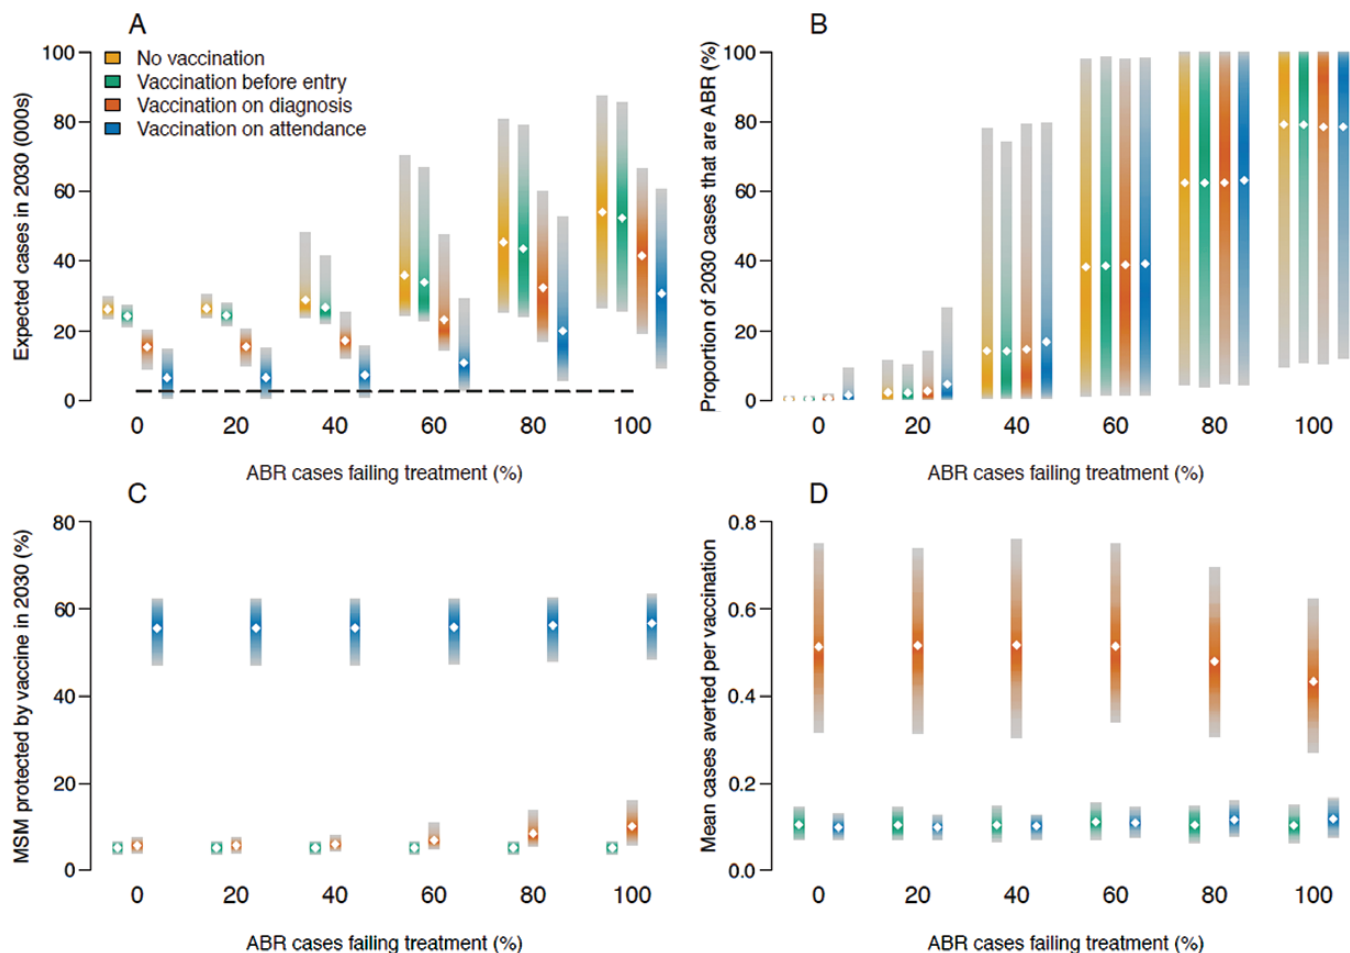 A
Expected cases in 2030 (000s)
100
80
60
40
20
0
No vaccination
Vaccination before entry
Vaccination on diagnosis
Vaccination on attendance
0 20 40 60 80 100
ABR cases failing treatment (%)
B
Proportion of 2030 cases that are ABR (%)
100
80
60
40
20
0
0 20 40 60 80 100
ABR cases failing treatment (%)
C
MSM protected by vaccine in 2030 (%)
80
60
40
20
0
0 20 40 60 80 100
ABR cases failing treatment (%)
D
Mean cases averted per vaccination
0.8
0.6
0.4
0.2
0.0
0 20 40 60 80 100
ABR cases failing treatment (%)